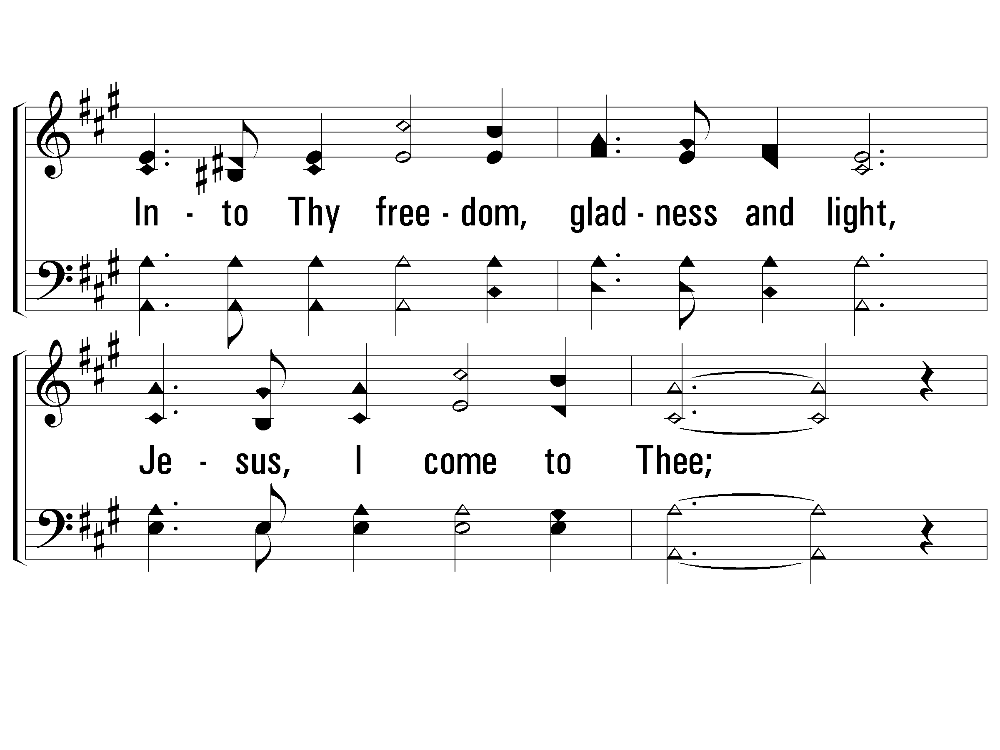 In - to Thy free - dom, glad - ness and light,
Je - sus, I come to Thee;